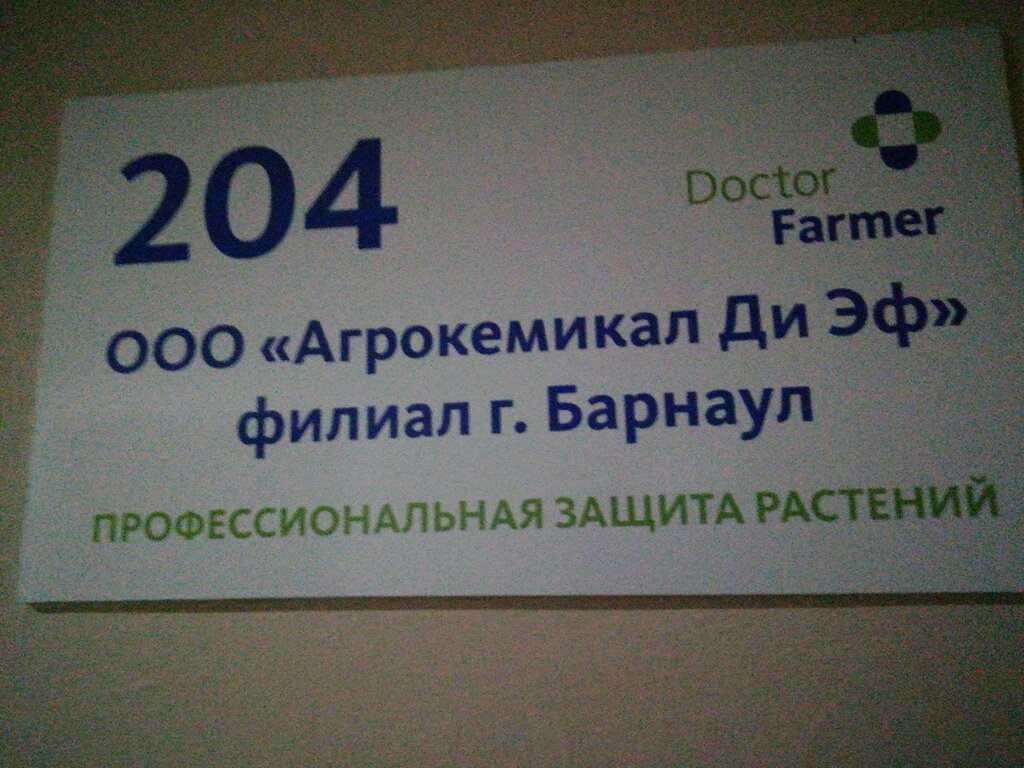 204
Doctor
Farmer
ООО «Агрокемикал Ди Эф»
филиал г. Барнаул
ПРОФЕССИОНАЛЬНАЯ ЗАЩИТА РАСТЕНИЙ